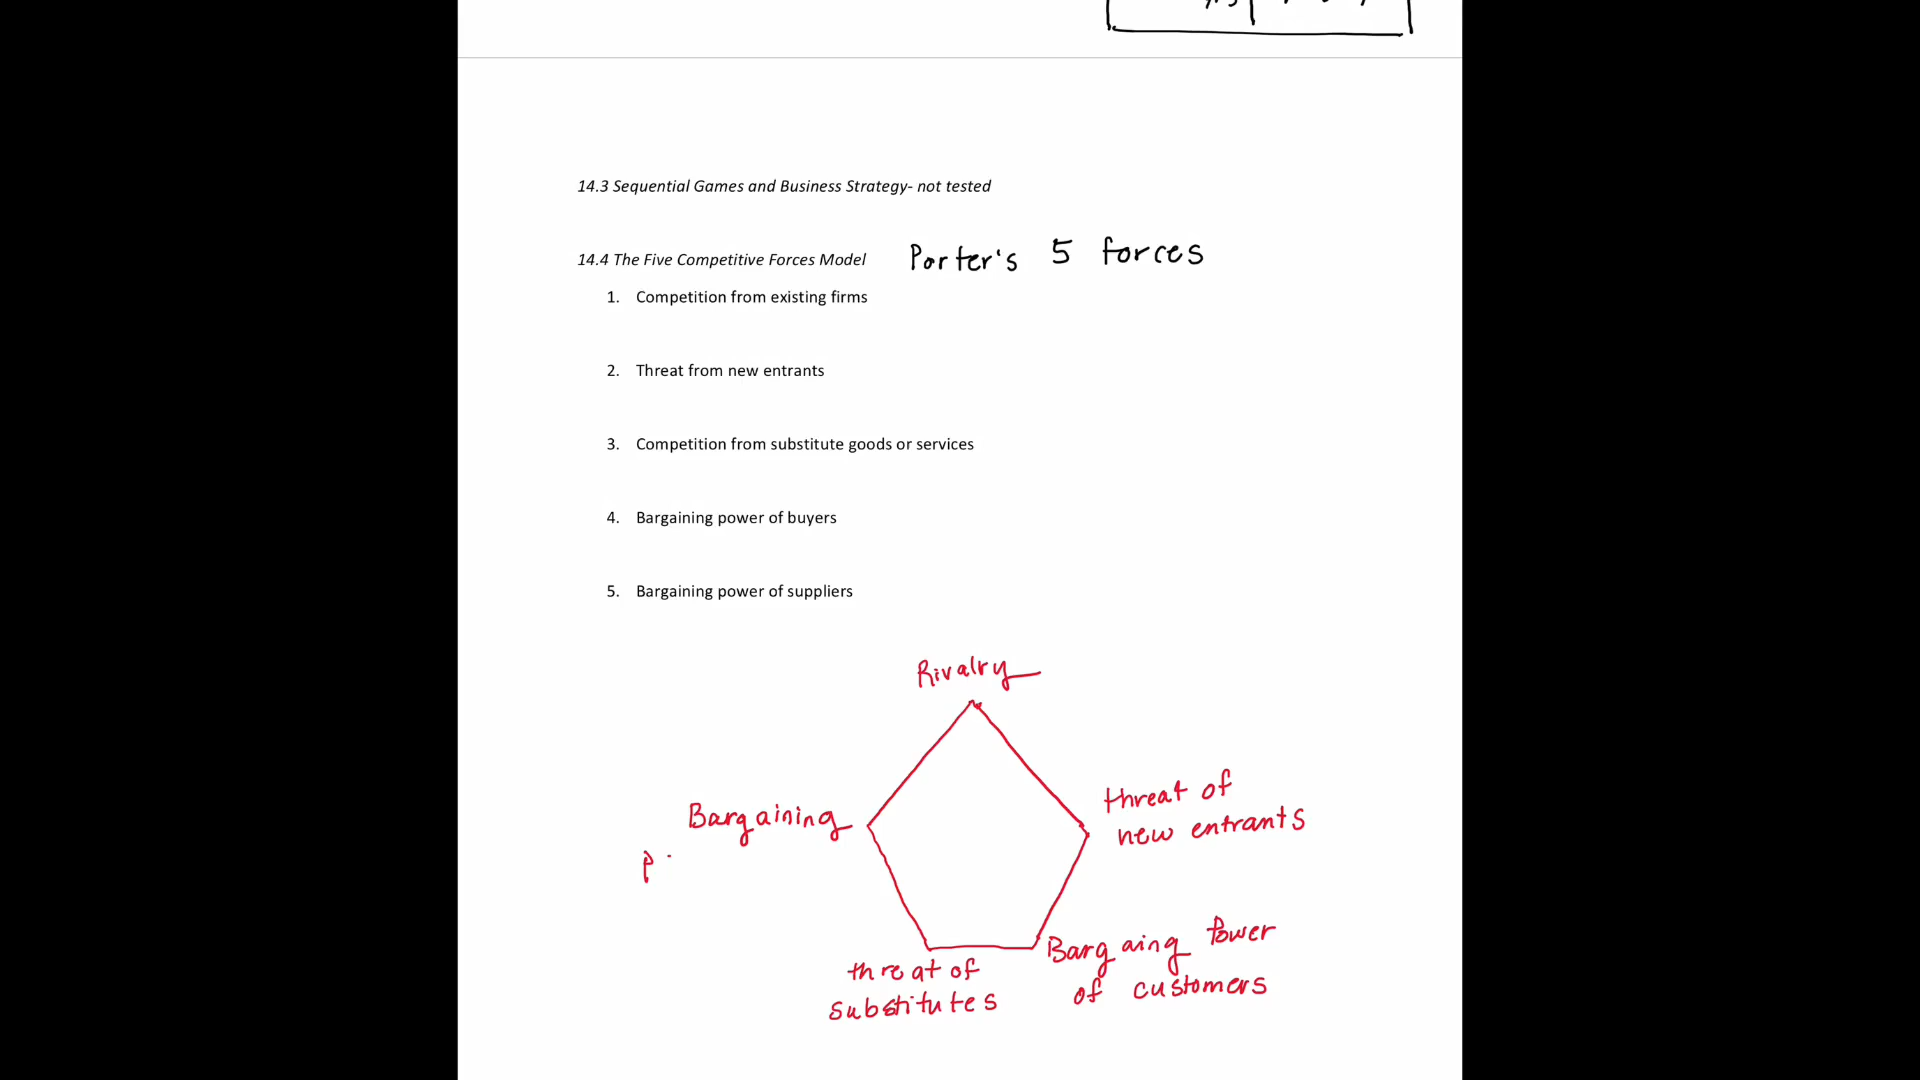 14.3 Sequential Games and Business Strategy- not tested
14.4 The Five Competitive Forces Model Porter's 5 forces
1. Competition from existing firms
2. Threat from new entrants
3. Competition from substitute goods or services
4. Bargaining power of buyers
5. Bargaining power of suppliers
Rivalry
threat of
new entrants
Bargaining
P
Bargaing Power
of customers
threat of
substitutes